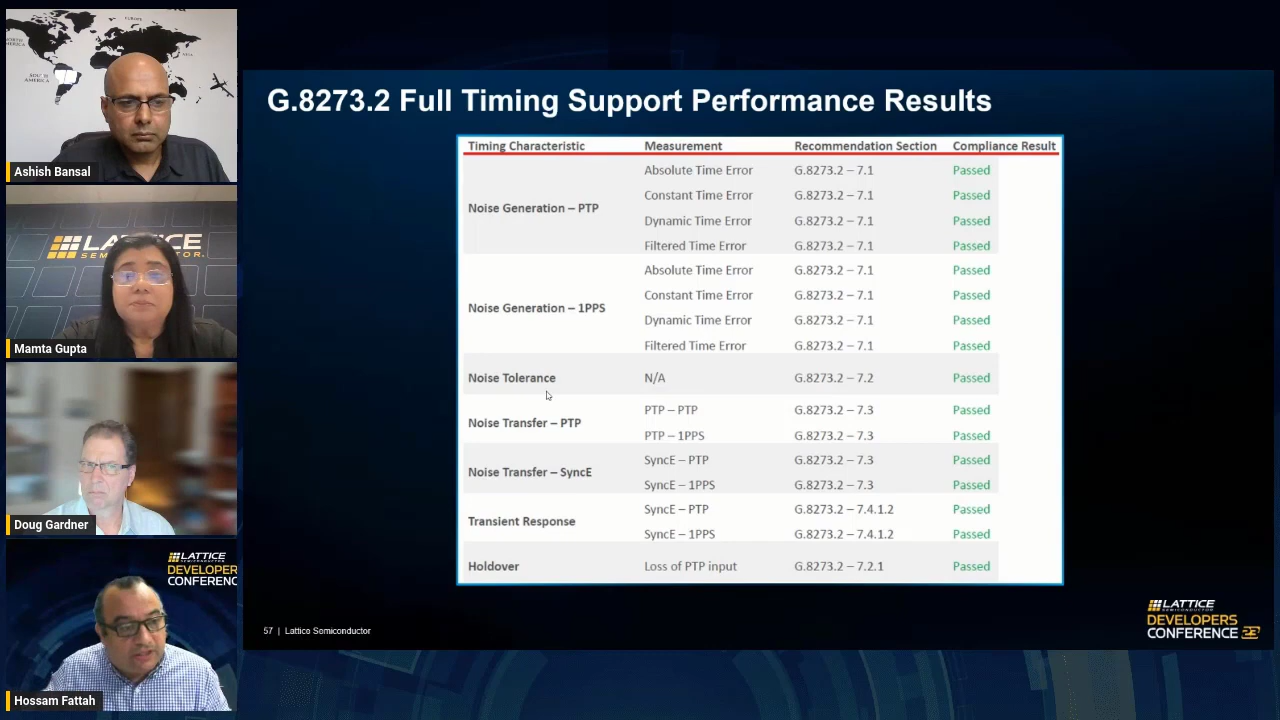 NORTH
AMERICA
EUROPE
SOUTH
AMERICA
Ashish Bansal
LATTICE
Mamta Gupta
Doug Gardner
LATTICE
DEVELOPERS
CONFERENCE
Hossam Fattah
G.8273.2 Full Timing Support Performance Results
Timing Characteristic Measurement Recommendation Section Compliance Result
Noise Generation – PTP
Absolute Time Error G.8273.2 – 7.1 Passed
Constant Time Error G.8273.2 – 7.1 Passed
Dynamic Time Error G.8273.2 – 7.1 Passed
Filtered Time Error G.8273.2 – 7.1 Passed
Noise Generation – 1PPS
Absolute Time Error G.8273.2 – 7.1 Passed
Constant Time Error G.8273.2 – 7.1 Passed
Dynamic Time Error G.8273.2 – 7.1 Passed
Filtered Time Error G.8273.2 – 7.1 Passed
Noise Tolerance N/A G.8273.2 – 7.2 Passed
Noise Transfer – PTP
PTP – PTP G.8273.2 – 7.3 Passed
PTP – 1PPS G.8273.2 – 7.3 Passed
Noise Transfer – SyncE
SyncE – PTP G.8273.2 – 7.3 Passed
SyncE – 1PPS G.8273.2 – 7.3 Passed
Transient Response
SyncE – PTP G.8273.2 – 7.4.1.2 Passed
SyncE – 1PPS G.8273.2 – 7.4.1.2 Passed
Holdover Loss of PTP input G.8273.2 – 7.2.1 Passed
57 | Lattice Semiconductor
LATTICE
SEMICONDUCTOR
DEVELOPERS
CONFERENCE 23